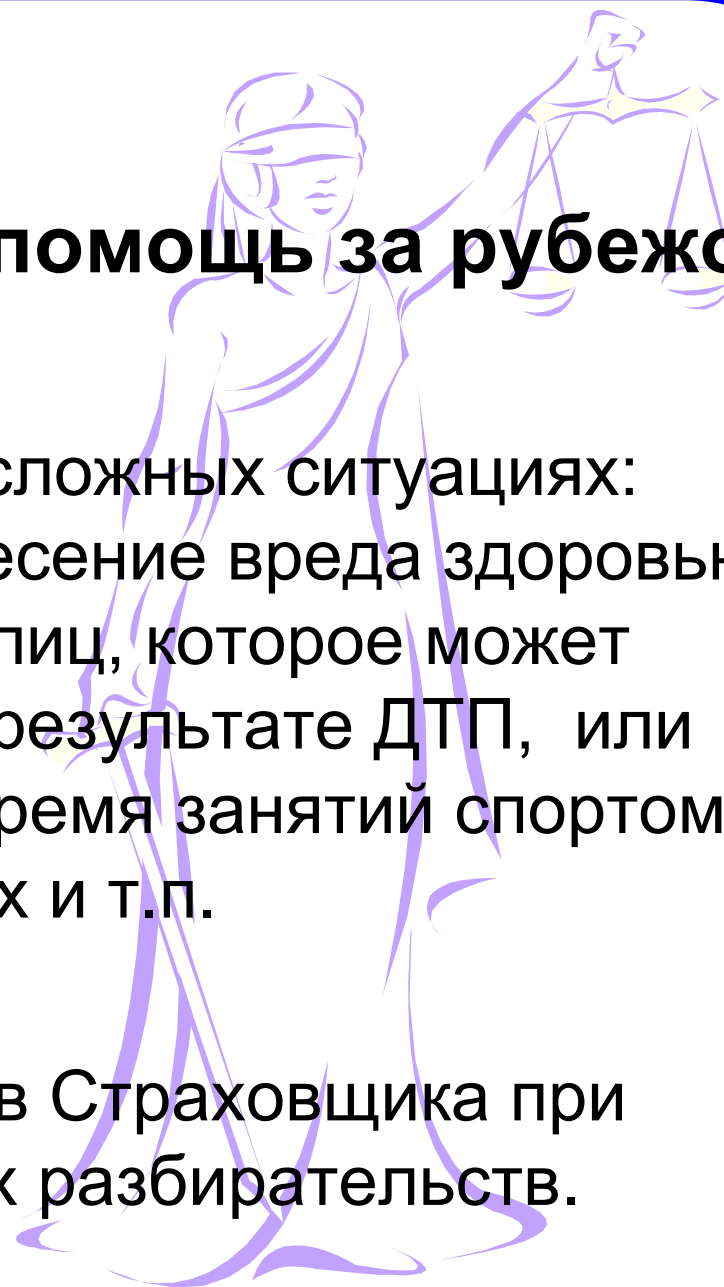 помощь за рубежо
сложных ситуациях:
есение вреда здоровьн
лиц, которое может
результате ДТП, или
ремя занятий спортом
х и т.п.
в Страховщика при
х разбирательств.